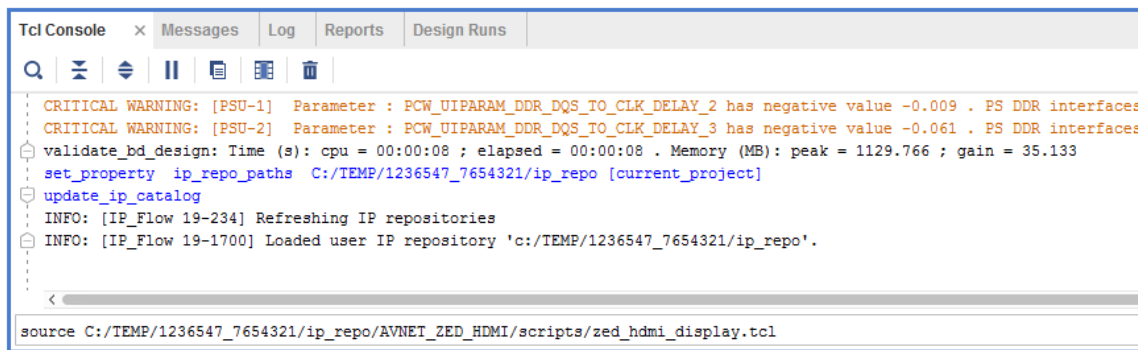 Tcl Console × Messages Log Reports Design Runs
CRITICAL WARNING: [PSU-1] Parameter : PCW_UIPARAM_DDR_DQS_TO_CLK_DELAY_2 has negative value -0.009 . PS DDR interfaces
CRITICAL WARNING: [PSU-2] Parameter : PCW_UIPARAM_DDR_DQS_TO_CLK_DELAY_3 has negative value -0.061 . PS DDR interfaces
validate_bd_design: Time (s): cpu = 00:00:08 ; elapsed = 00:00:08 . Memory (MB): peak = 1129.766 ; gain = 35.133
set_property ip_repo_paths C:/TEMP/1236547_7654321/ip_repo [current_project]
update_ip_catalog
INFO: [IP_Flow 19-234] Refreshing IP repositories
INFO: [IP_Flow 19-1700] Loaded user IP repository 'c:/TEMP/1236547_7654321/ip_repo'.
source C:/TEMP/1236547_7654321/ip_repo/AVNET_ZED_HDMI/scripts/zed_hdmi_display.tcl